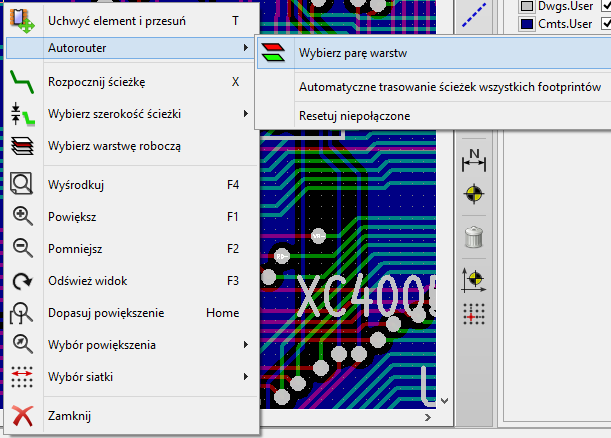 Uchwyć element i przesuń T
Autorouter
Rozpocznij ścieżkę X
Wybierz szerokość ścieżki
Wybierz warstwę roboczą
Wyśrodkuj F4
Powiększ F1
Pomniejsz F2
Odśwież widok F3
Dopasuj powiększenie Home
Wybór powiększenia
Wybór siatki
Zamknij
Wybierz parę warstw
Automatyczne trasowanie ścieżek wszystkich footprintów
Resetuj niepołączone
Dwgs.User
Cmts.User
N
XC4005